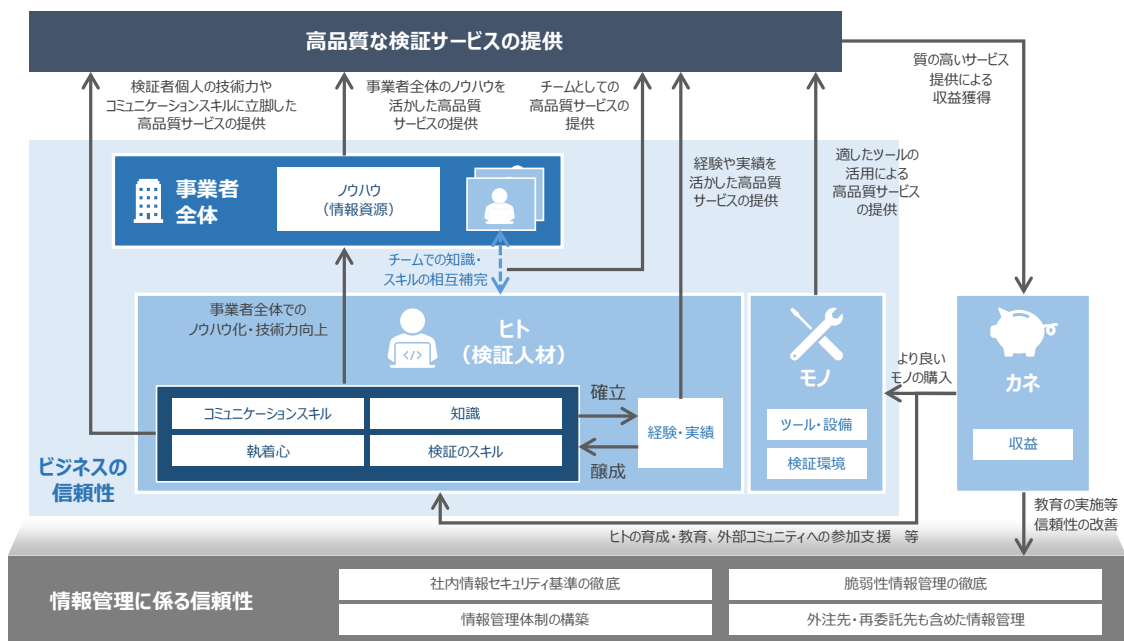 高品質な検証サービスの提供
検証者個人の技術力や
コミュニケーションスキルに立脚した
高品質サービスの提供
事業者全体のノウハウを
活かした高品質
サービスの提供
チームとしての
高品質サービスの
提供
質の高いサービス
提供による
収益獲得
経験や実績を
活かした高品質
サービスの提供
適したツールの
活用による
高品質サービス
の提供
事業者
全体
ノウハウ
(情報資源)
チームでの知識・
スキルの相互補完
事業者全体での
ノウハウ化・技術力向上
</>
ヒト
(検証人材)
コミュニケーションスキル
知識
執着心
検証のスキル
確立
醸成
経験・実績
モノ
ツール・設備
検証環境
より良い
モノの購入
カネ
収益
ビジネスの
信頼性
教育の実施等
信頼性の改善
ヒトの育成・教育、外部コミュニティへの参加支援 等
情報管理に係る信頼性
社内情報セキュリティ基準の徹底
脆弱性情報管理の徹底
情報管理体制の構築
外注先・再委託先も含めた情報管理